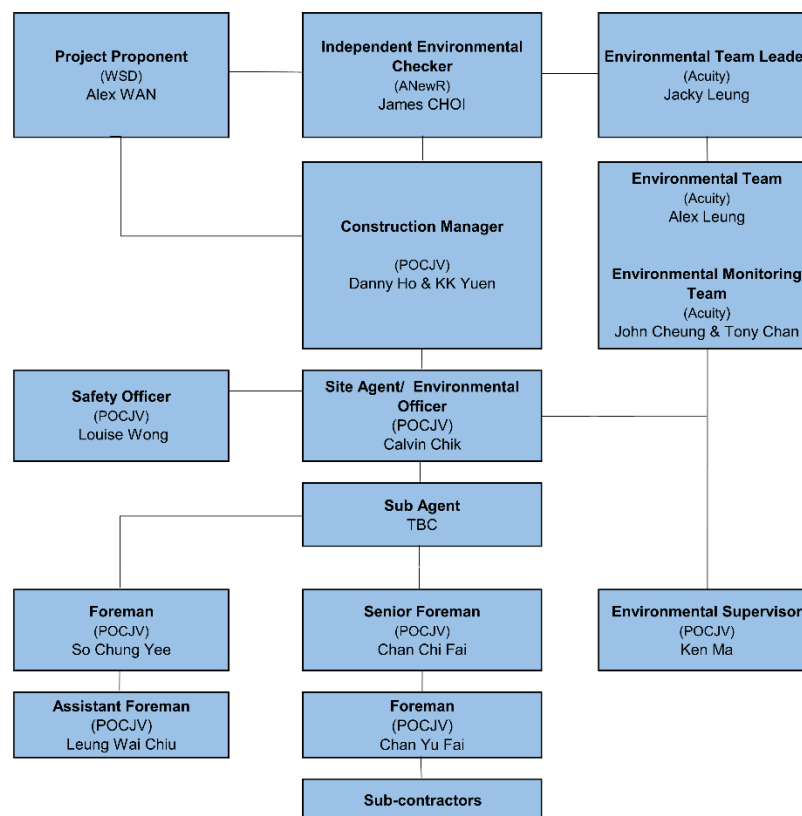 Project Proponent
(WSD)
Alex WAN
Independent Environmental
Checker
(ANewR)
James CHOI
Environmental Team Leader
(Acuity)
Jacky Leung
Construction Manager
(POCJV)
Danny Ho & KK Yuen
Environmental Team
(Acuity)
Alex Leung
Environmental Monitoring
Team
(Acuity)
John Cheung & Tony Chan
Safety Officer
(POCJV)
Louise Wong
Site Agent/ Environmental
Officer
(POCJV)
Calvin Chik
Sub Agent
TBC
Foreman
(POCJV)
So Chung Yee
Senior Foreman
(POCJV)
Chan Chi Fai
Environmental Supervisor
(POCJV)
Ken Ma
Assistant Foreman
(POCJV)
Leung Wai Chiu
Foreman
(POCJV)
Chan Yu Fai
Sub-contractors